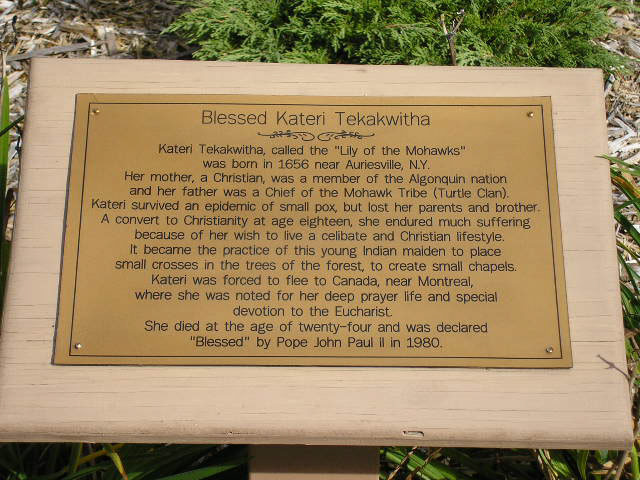 Blessed Kateri Tekakwitha
Kateri Tekakwitha, called the "Lily of the Mohawks"
was born in 1656 near Auriesville, N.Y.
Her mother, a Christian, was a member of the Algonquin nation
and her father was a Chief of the Mohawk Tribe (Turtle Clan).
Kateri survived an epidemic of small pox, but lost her parents and brother.
A convert to Christianity at age eighteen, she endured much suffering
because of her wish to live a celibate and Christian lifestyle.
It became the practice of this young Indian maiden to place
small crosses in the trees of the forest, to create small chapels.
Kateri was forced to flee to Canada, near Montreal,
where she was noted for her deep prayer life and special
devotion to the Eucharist.
She died at the age of twenty-four and was declared
"Blessed" by Pope John Paul ii in 1980.